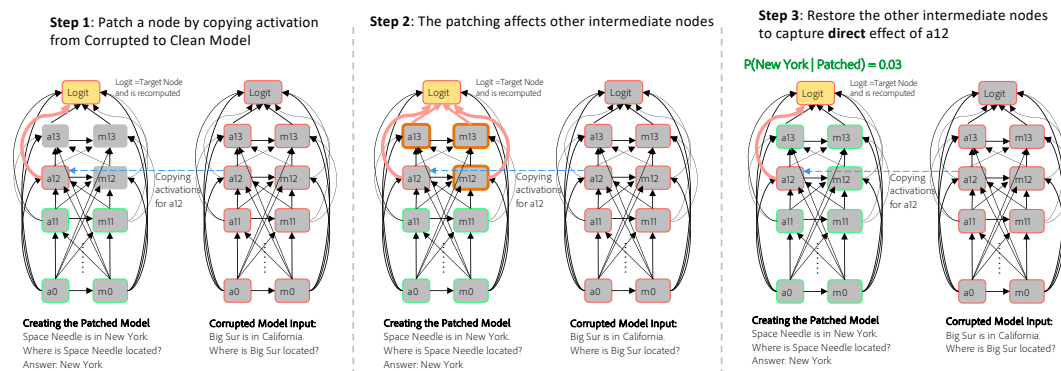 Step 1: Patch a node by copying activation
from Corrupted to Clean Model
Logit =Target Node
and is recomputed
Logit
Logit
a13
m13
a13
m13
a12
m12
a12
m12
Copying
activations
for a12
a11
m11
a11
m11
a0
m0
a0
m0
Creating the Patched Model
Space Needle is in New York.
Where is Space Needle located?
Answer: New York
Corrupted Model Input:
Big Sur is in California.
Where is Big Sur located?
Step 2: The patching affects other intermediate nodes
Logit =Target Node
and is recomputed
Logit
Logit
a13
m13
a13
m13
a12
m12
a12
m12
Copying
activations
for a12
a11
m11
a11
m11
a0
m0
a0
m0
Creating the Patched Model
Space Needle is in New York.
Where is Space Needle located?
Answer: New York
Corrupted Model Input:
Big Sur is in California.
Where is Big Sur located?
Step 3: Restore the other intermediate nodes
to capture direct effect of a12
P(New York | Patched) = 0.03
Logit =Target Node
and is recomputed
Logit
Logit
a13
m13
a13
m13
a12
m12
a12
m12
Copying
activations
for a12
a11
m11
a11
m11
a0
m0
a0
m0
Creating the Patched Model
Space Needle is in New York.
Where is Space Needle located?
Answer: New York
Corrupted Model Input:
Big Sur is in California.
Where is Big Sur located?